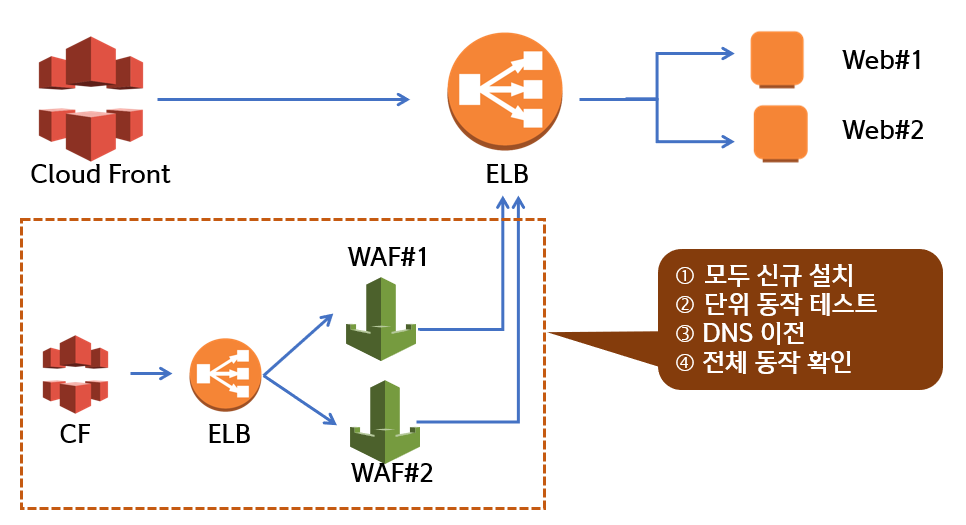 Cloud Front
ELB
Web#1
Web#2
WAF#1
CF
ELB
WAF#2
① 모두 신규 설치
② 단위 동작 테스트
③ DNS 이전
④ 전체 동작 확인